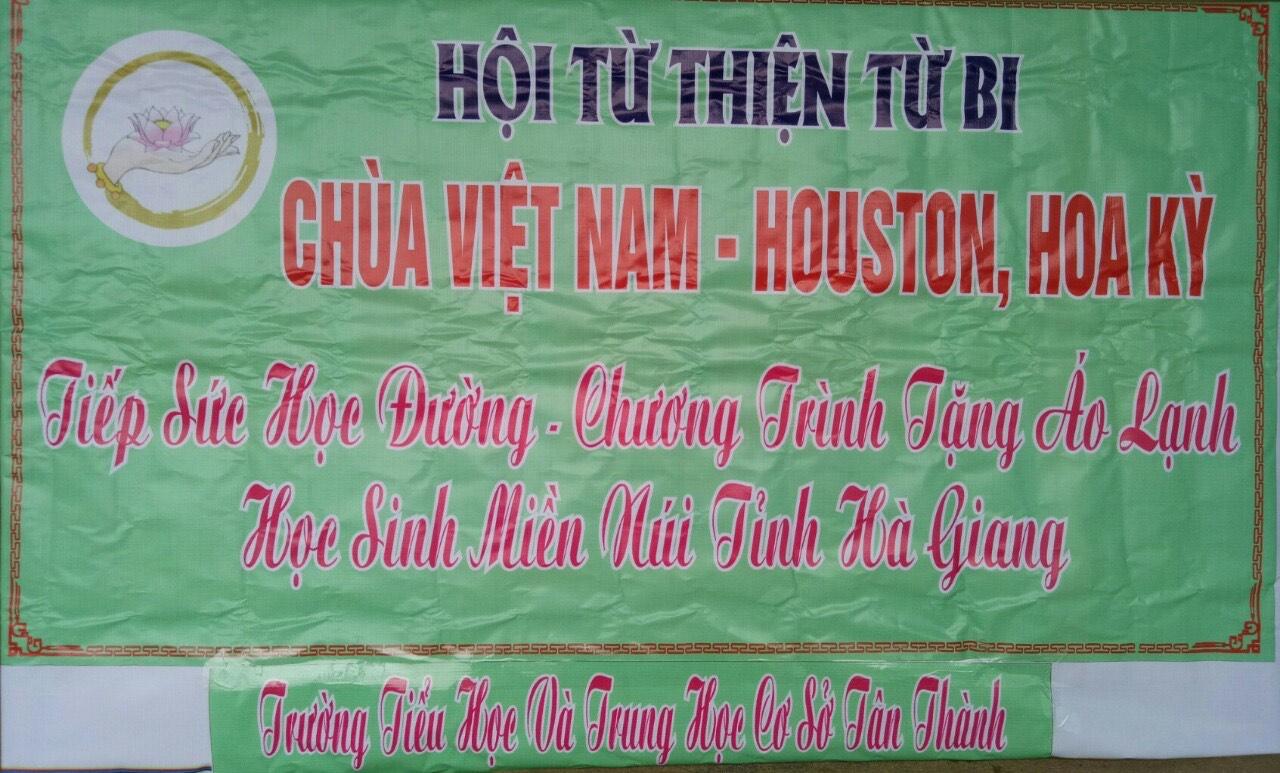 HỘI TỪ THIỆN TỪ BI
CHÙA VIỆT NAM - HOUSTON, HOA KỲ
Tiếp Sức Học Đường - Chương Trình Tặng Áo Lạnh
Học Sinh Miền Núi Tỉnh Hà Giang
Trường Tiểu Học Và Trung Học Cơ Sở Tân Thành